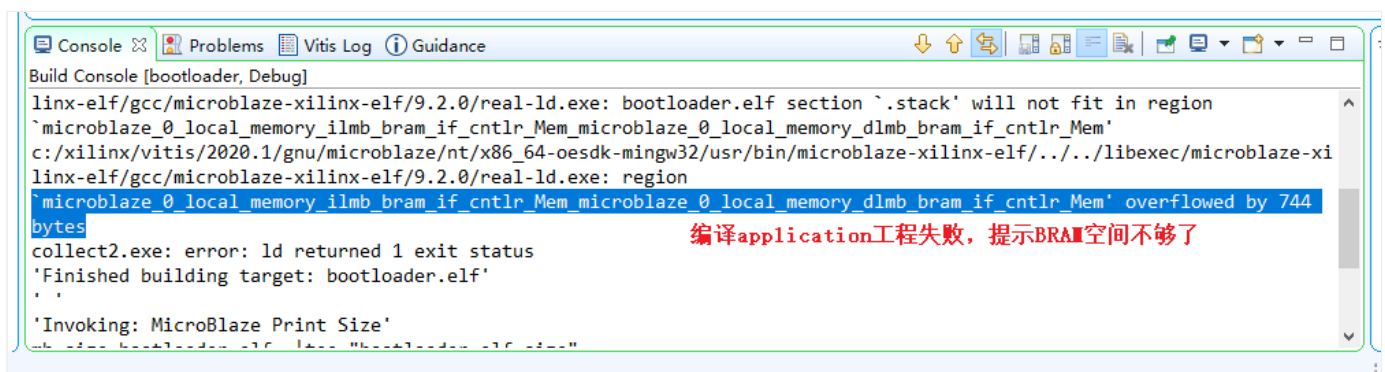 Console Problems Vitis Log Guidance
Build Console [bootloader, Debug]
linx-elf/gcc/microblaze-xilinx-elf/9.2.0/real-ld.exe: bootloader.elf section `.stack' will not fit in region
`microblaze_0_local_memory_ilmb_bram_if_cntlr_Mem_microblaze_0_local_memory_dlmb_bram_if_cntlr_Mem'
c:/xilinx/vitis/2020.1/gnu/microblaze/nt/x86_64-oesdk-mingw32/usr/bin/microblaze-xilinx-elf/../../libexec/microblaze-xi
linx-elf/gcc/microblaze-xilinx-elf/9.2.0/real-ld.exe: region
`microblaze_0_local_memory_ilmb_bram_if_cntlr_Mem_microblaze_0_local_memory_dlmb_bram_if_cntlr_Mem' overflowed by 744
bytes
编译application工程失败，提示BRAM空间不够了
collect2.exe: error: ld returned 1 exit status
'Finished building target: bootloader.elf'
' '
'Invoking: MicroBlaze Print Size'